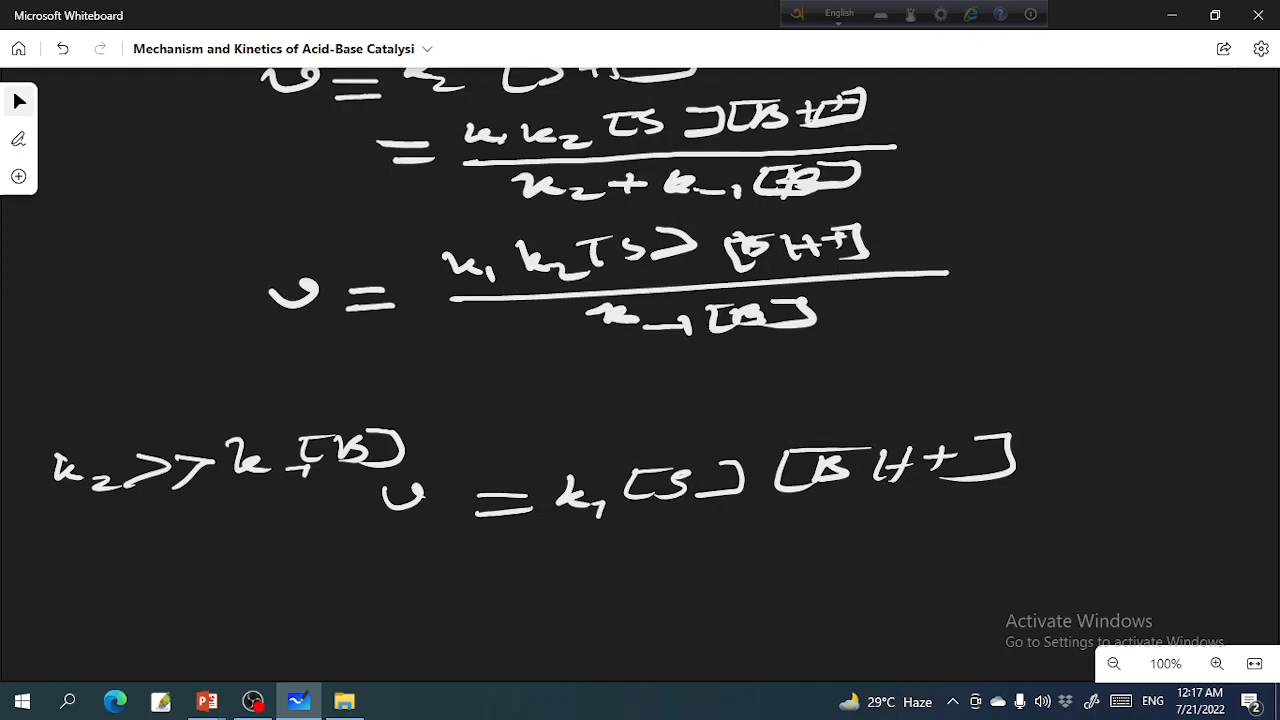 Microsoft Whiteboard
English
Mechanism and Kinetics of Acid-Base Catalysi
v = k2 [SH+]
= k1 k2 [S] [BH+] / k2 + k-1 [B]
v = k1 k2 [S] [BH+] / k-1 [B]
k2 >> k-1 [B]
v = k1 [S] [BH+]
Activate Windows
Go to Settings to activate Windows.
100%
29°C Haze
ENG
12:17 AM
7/21/2022
2